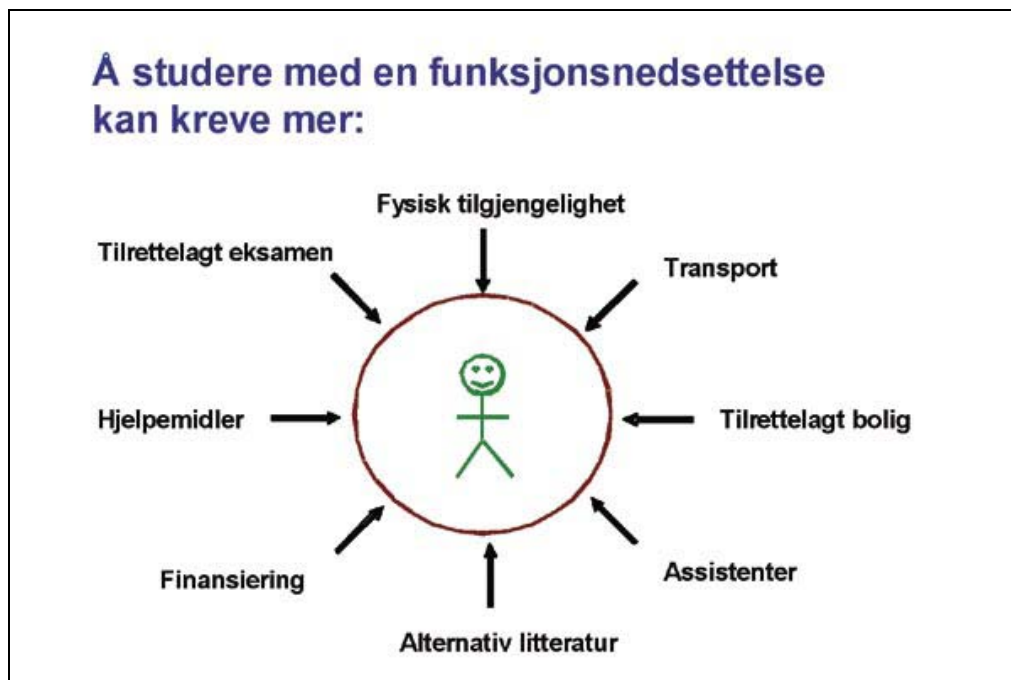 Å studere med en funksjonsnedsettelse
kan kreve mer:
Fysisk tilgjengelighet
Tilrettelagt eksamen
Transport
Hjelpemidler
Tilrettelagt bolig
Finansiering
Assistenter
Alternativ litteratur